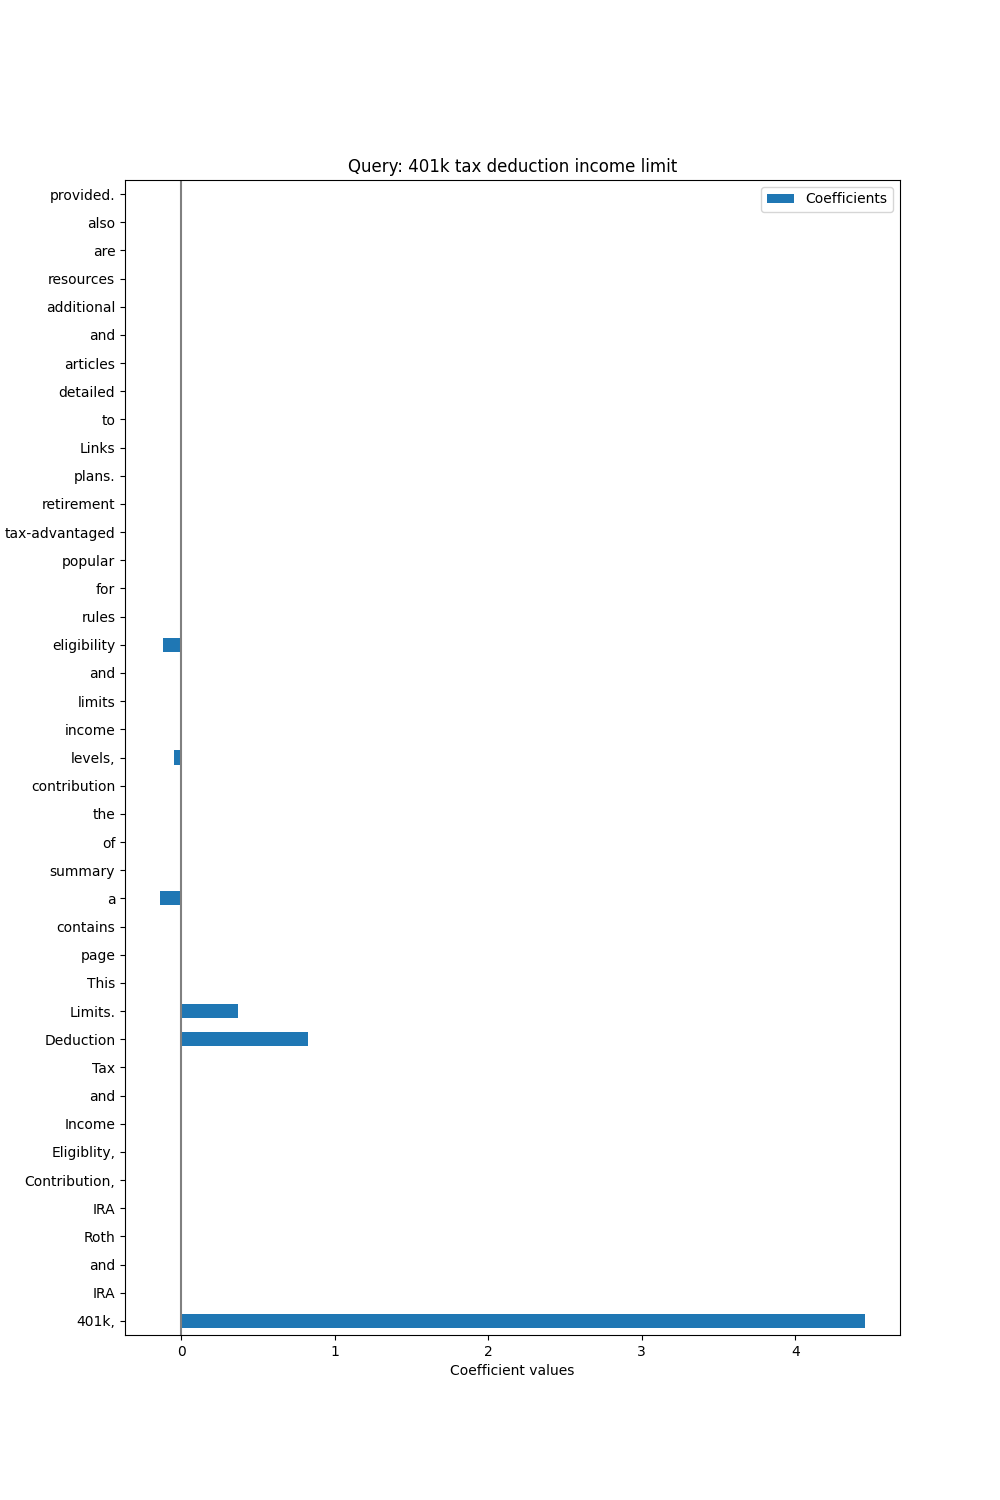 Query: 401k tax deduction income limit
Coefficients
provided.
also
are
resources
additional
and
articles
detailed
to
Links
plans.
retirement
tax-advantaged
popular
for
rules
eligibility
and
limits
income
levels,
contribution
the
of
summary
a
contains
page
This
Limits.
Deduction
Tax
and
Income
Eligiblity,
Contribution,
IRA
Roth
and
IRA
401k,
0 1 2 3 4
Coefficient values